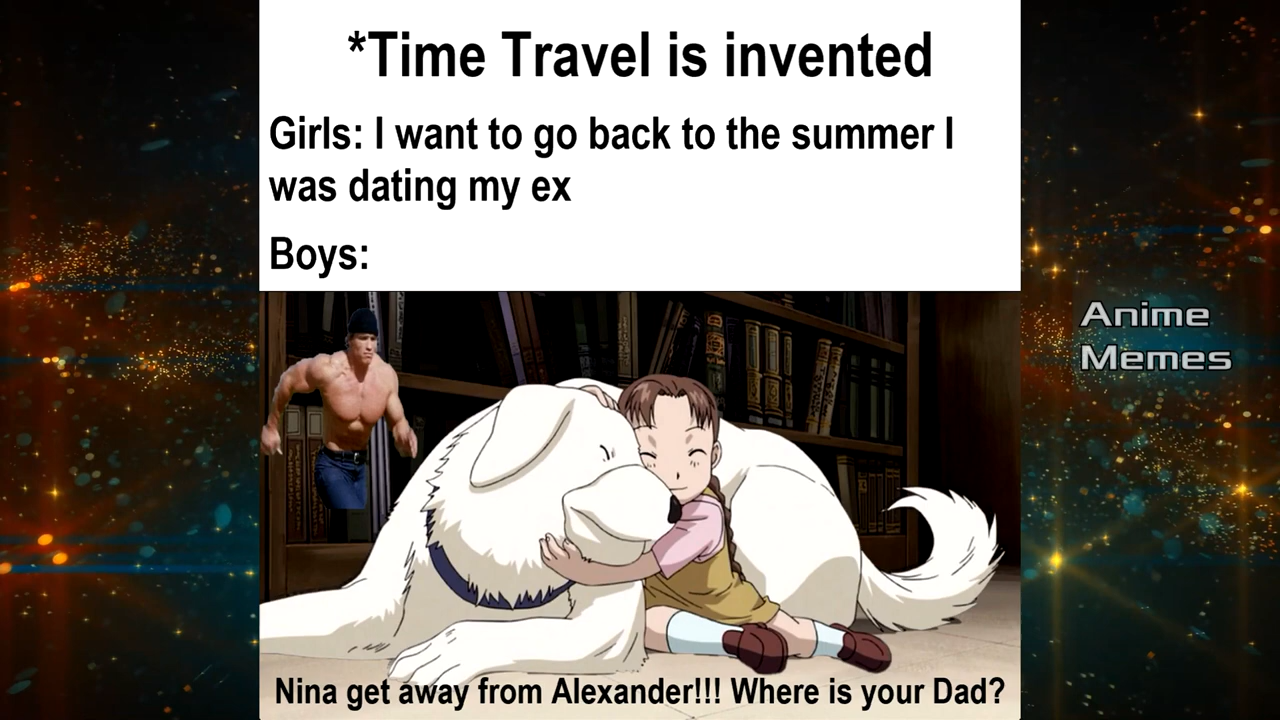 *Time Travel is invented
Girls: I want to go back to the summer I
was dating my ex
Boys:
Anime
Memes
Nina get away from Alexander!!! Where is your Dad?